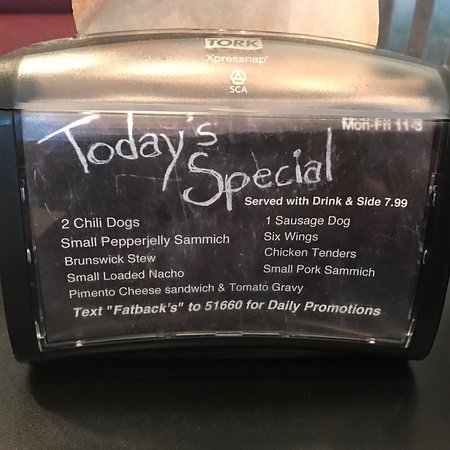 TORK
Xpressnap
SCA
Mon-Fri 11-3
Today's
Special
Served with Drink & Side 7.99
2 Chili Dogs
Small Pepperjelly Sammich
Brunswick Stew
Small Loaded Nacho
1 Sausage Dog
Six Wings
Chicken Tenders
Small Pork Sammich
Pimento Cheese sandwich & Tomato Gravy
Text "Fatback's" to 51660 for Daily Promotions